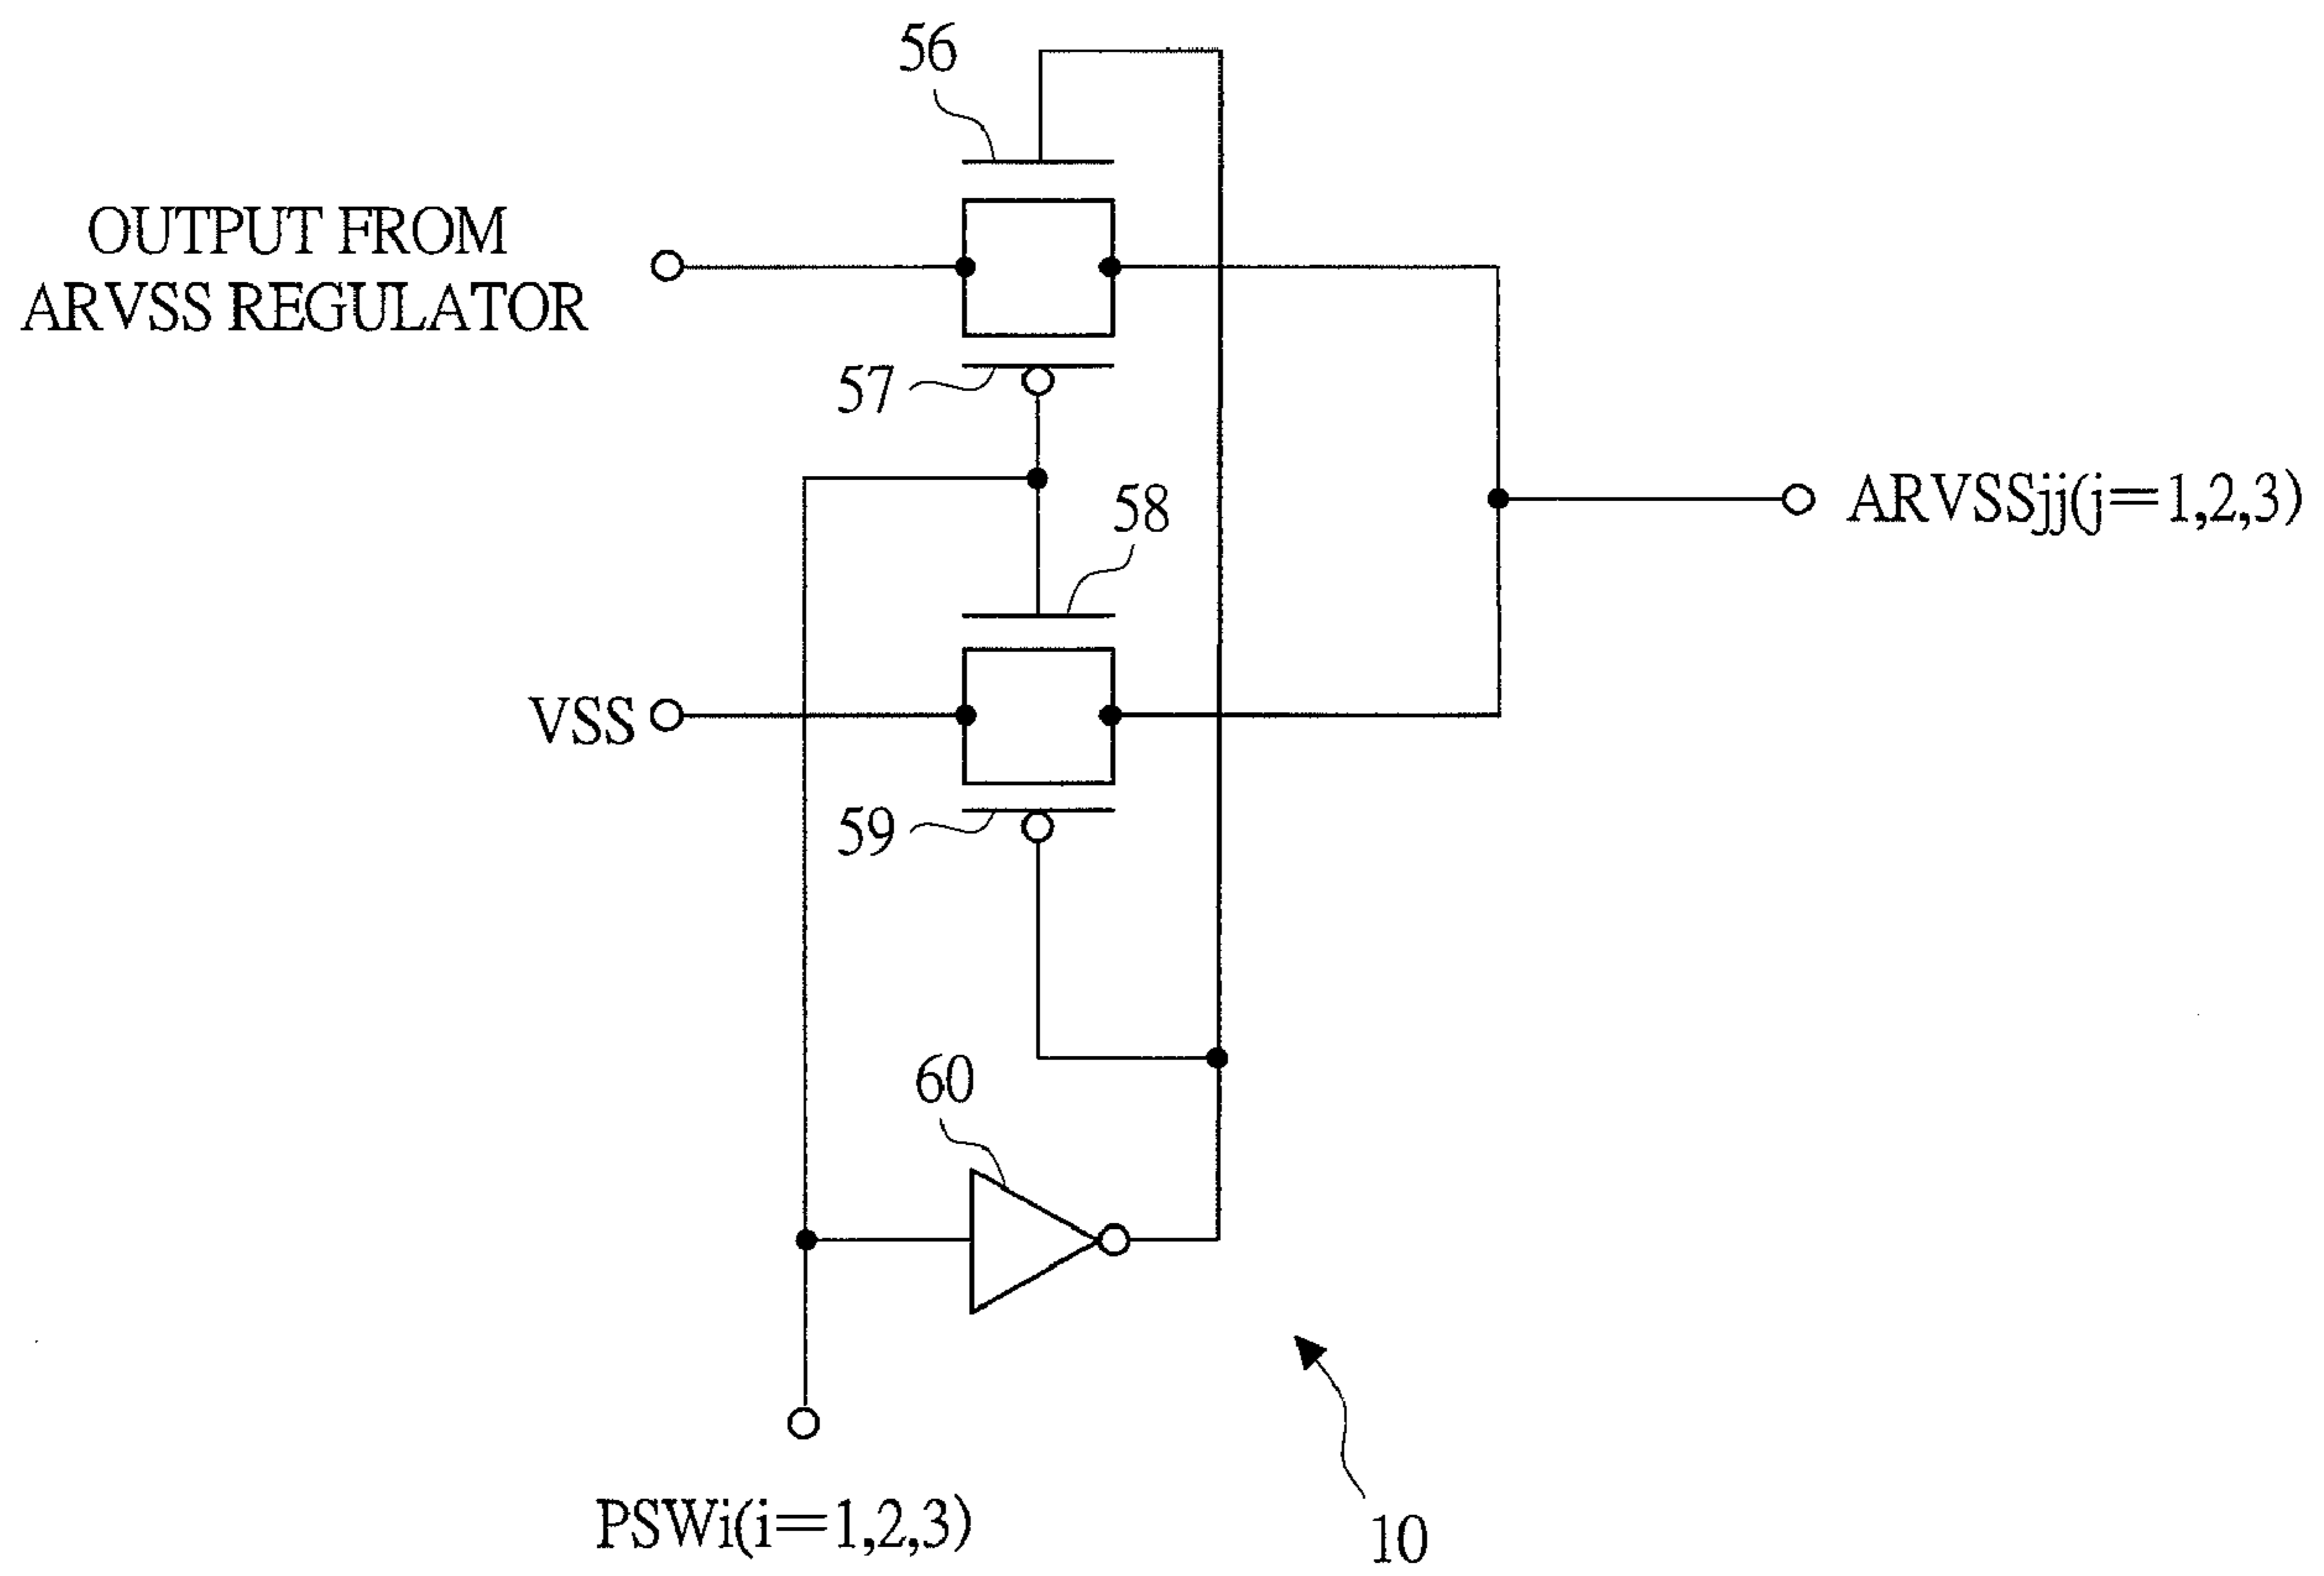 56
OUTPUT FROM
ARVSS REGULATOR
57
58
ARVSSjj(j=1,2,3)
VSS
59
60
PSWi(i=1,2,3)
10